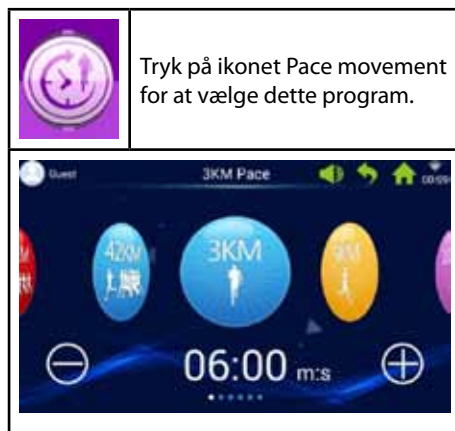 Tryk på ikonet Pace movement
for at vælge dette program.
Guest
3KM Pace
42KM
3KM
06:00 m:s